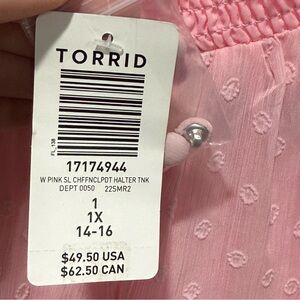 TORRID
FL_138
17174944
W PINK SL CHFFNCLPDT HALTER TNK
DEPT 0050 22SMR2
1
1X
14-16
$49.50 USA
$62.50 CAN